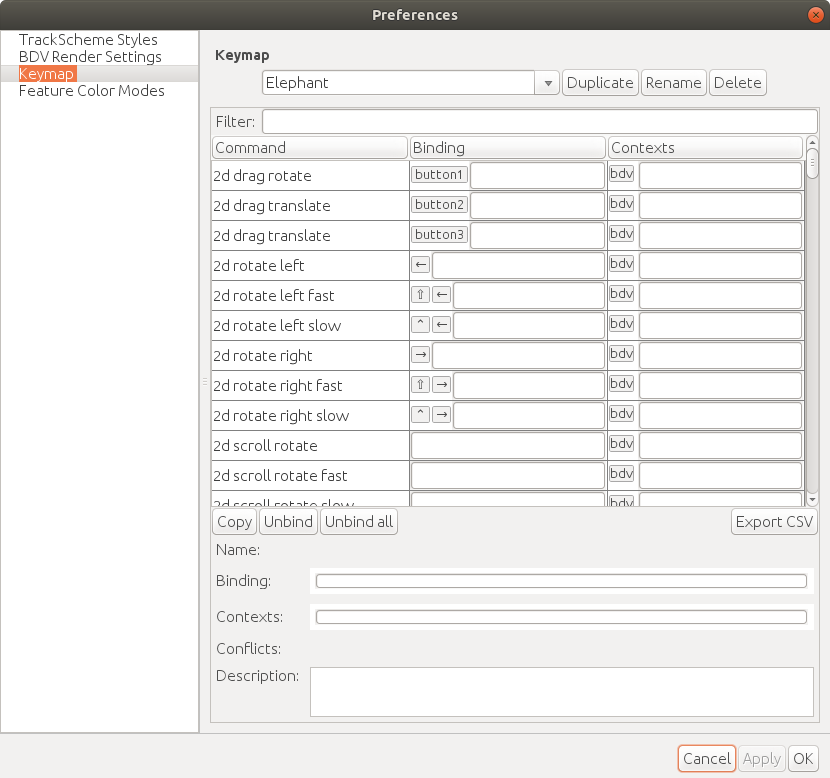 Preferences
TrackScheme Styles
BDV Render Settings
Keymap
Feature Color Modes
Keymap
Elephant Duplicate Rename Delete
Filter:
Command Binding Contexts
2d drag rotate button1 bdv
2d drag translate button2 bdv
2d drag translate button3 bdv
2d rotate left ← bdv
2d rotate left fast ⇧ ← bdv
2d rotate left slow ^ ← bdv
2d rotate right → bdv
2d rotate right fast ⇧ → bdv
2d rotate right slow ^ → bdv
2d scroll rotate bdv
2d scroll rotate fast bdv
2d scroll rotate slow bdv
Copy Unbind Unbind all Export CSV
Name:
Binding:
Contexts:
Conflicts:
Description:
Cancel Apply OK